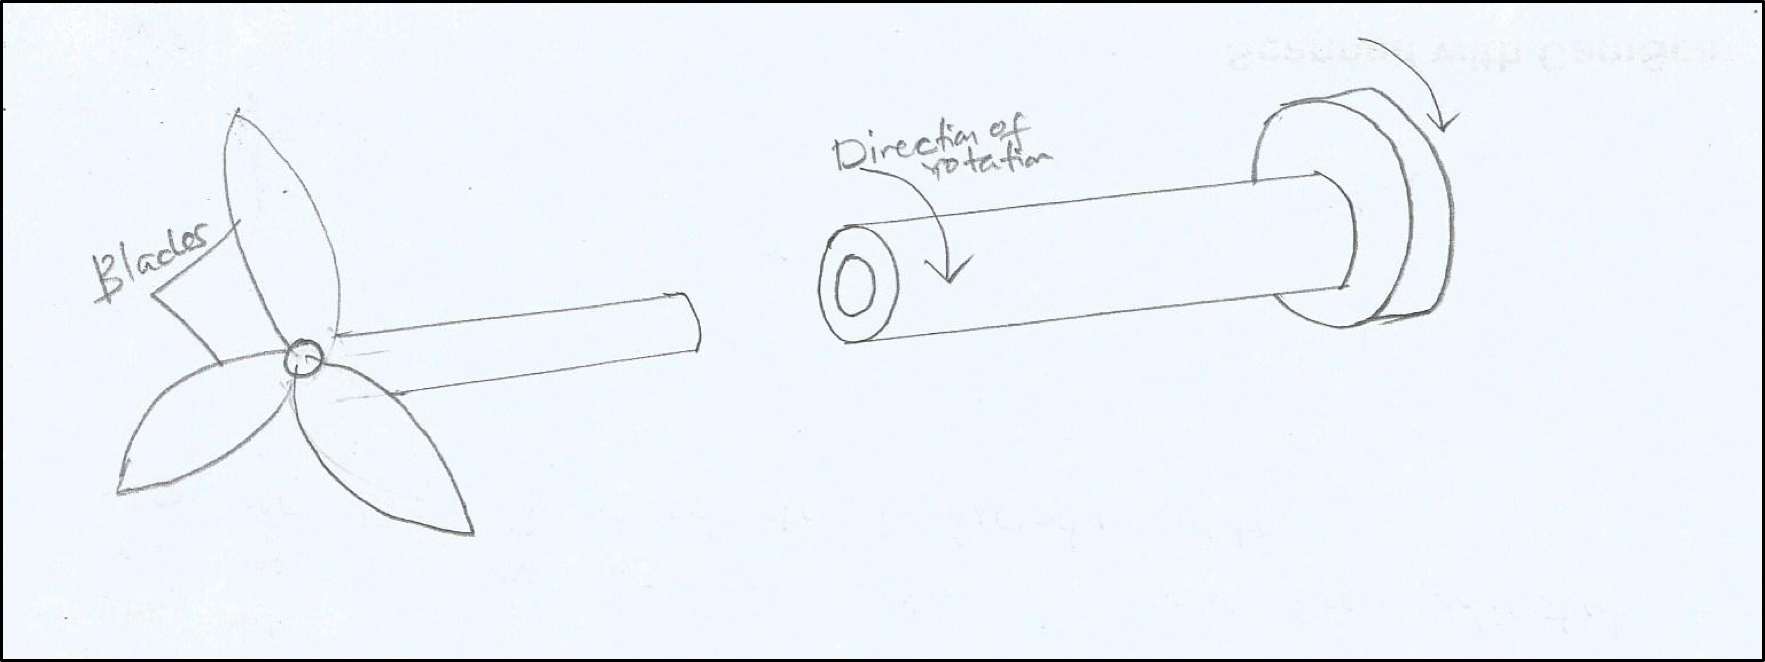 Blades
Direction of
rotation